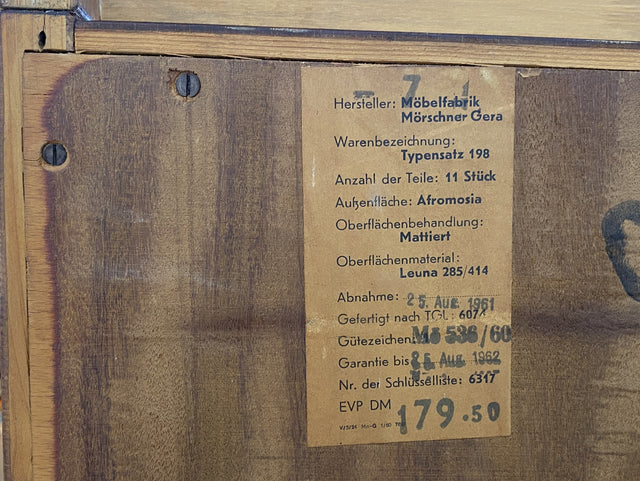 - 7 1
Hersteller: Möbelfabrik
Mörschner Gera
Warenbezeichnung:
Typensatz 198
Anzahl der Teile: 11 Stück
Außenfläche: Afromosia
Oberflächenbehandlung:
Mattiert
Oberflächenmaterial:
Leuna 285/414
Abnahme: 25. Aug. 1961
Gefertigt nach TGL: 6074
Gütezeichen: Mö 536/60
Garantie bis 25. Aug. 1962
Nr. der Schlüsselliste: 6317
EVP DM 179.50